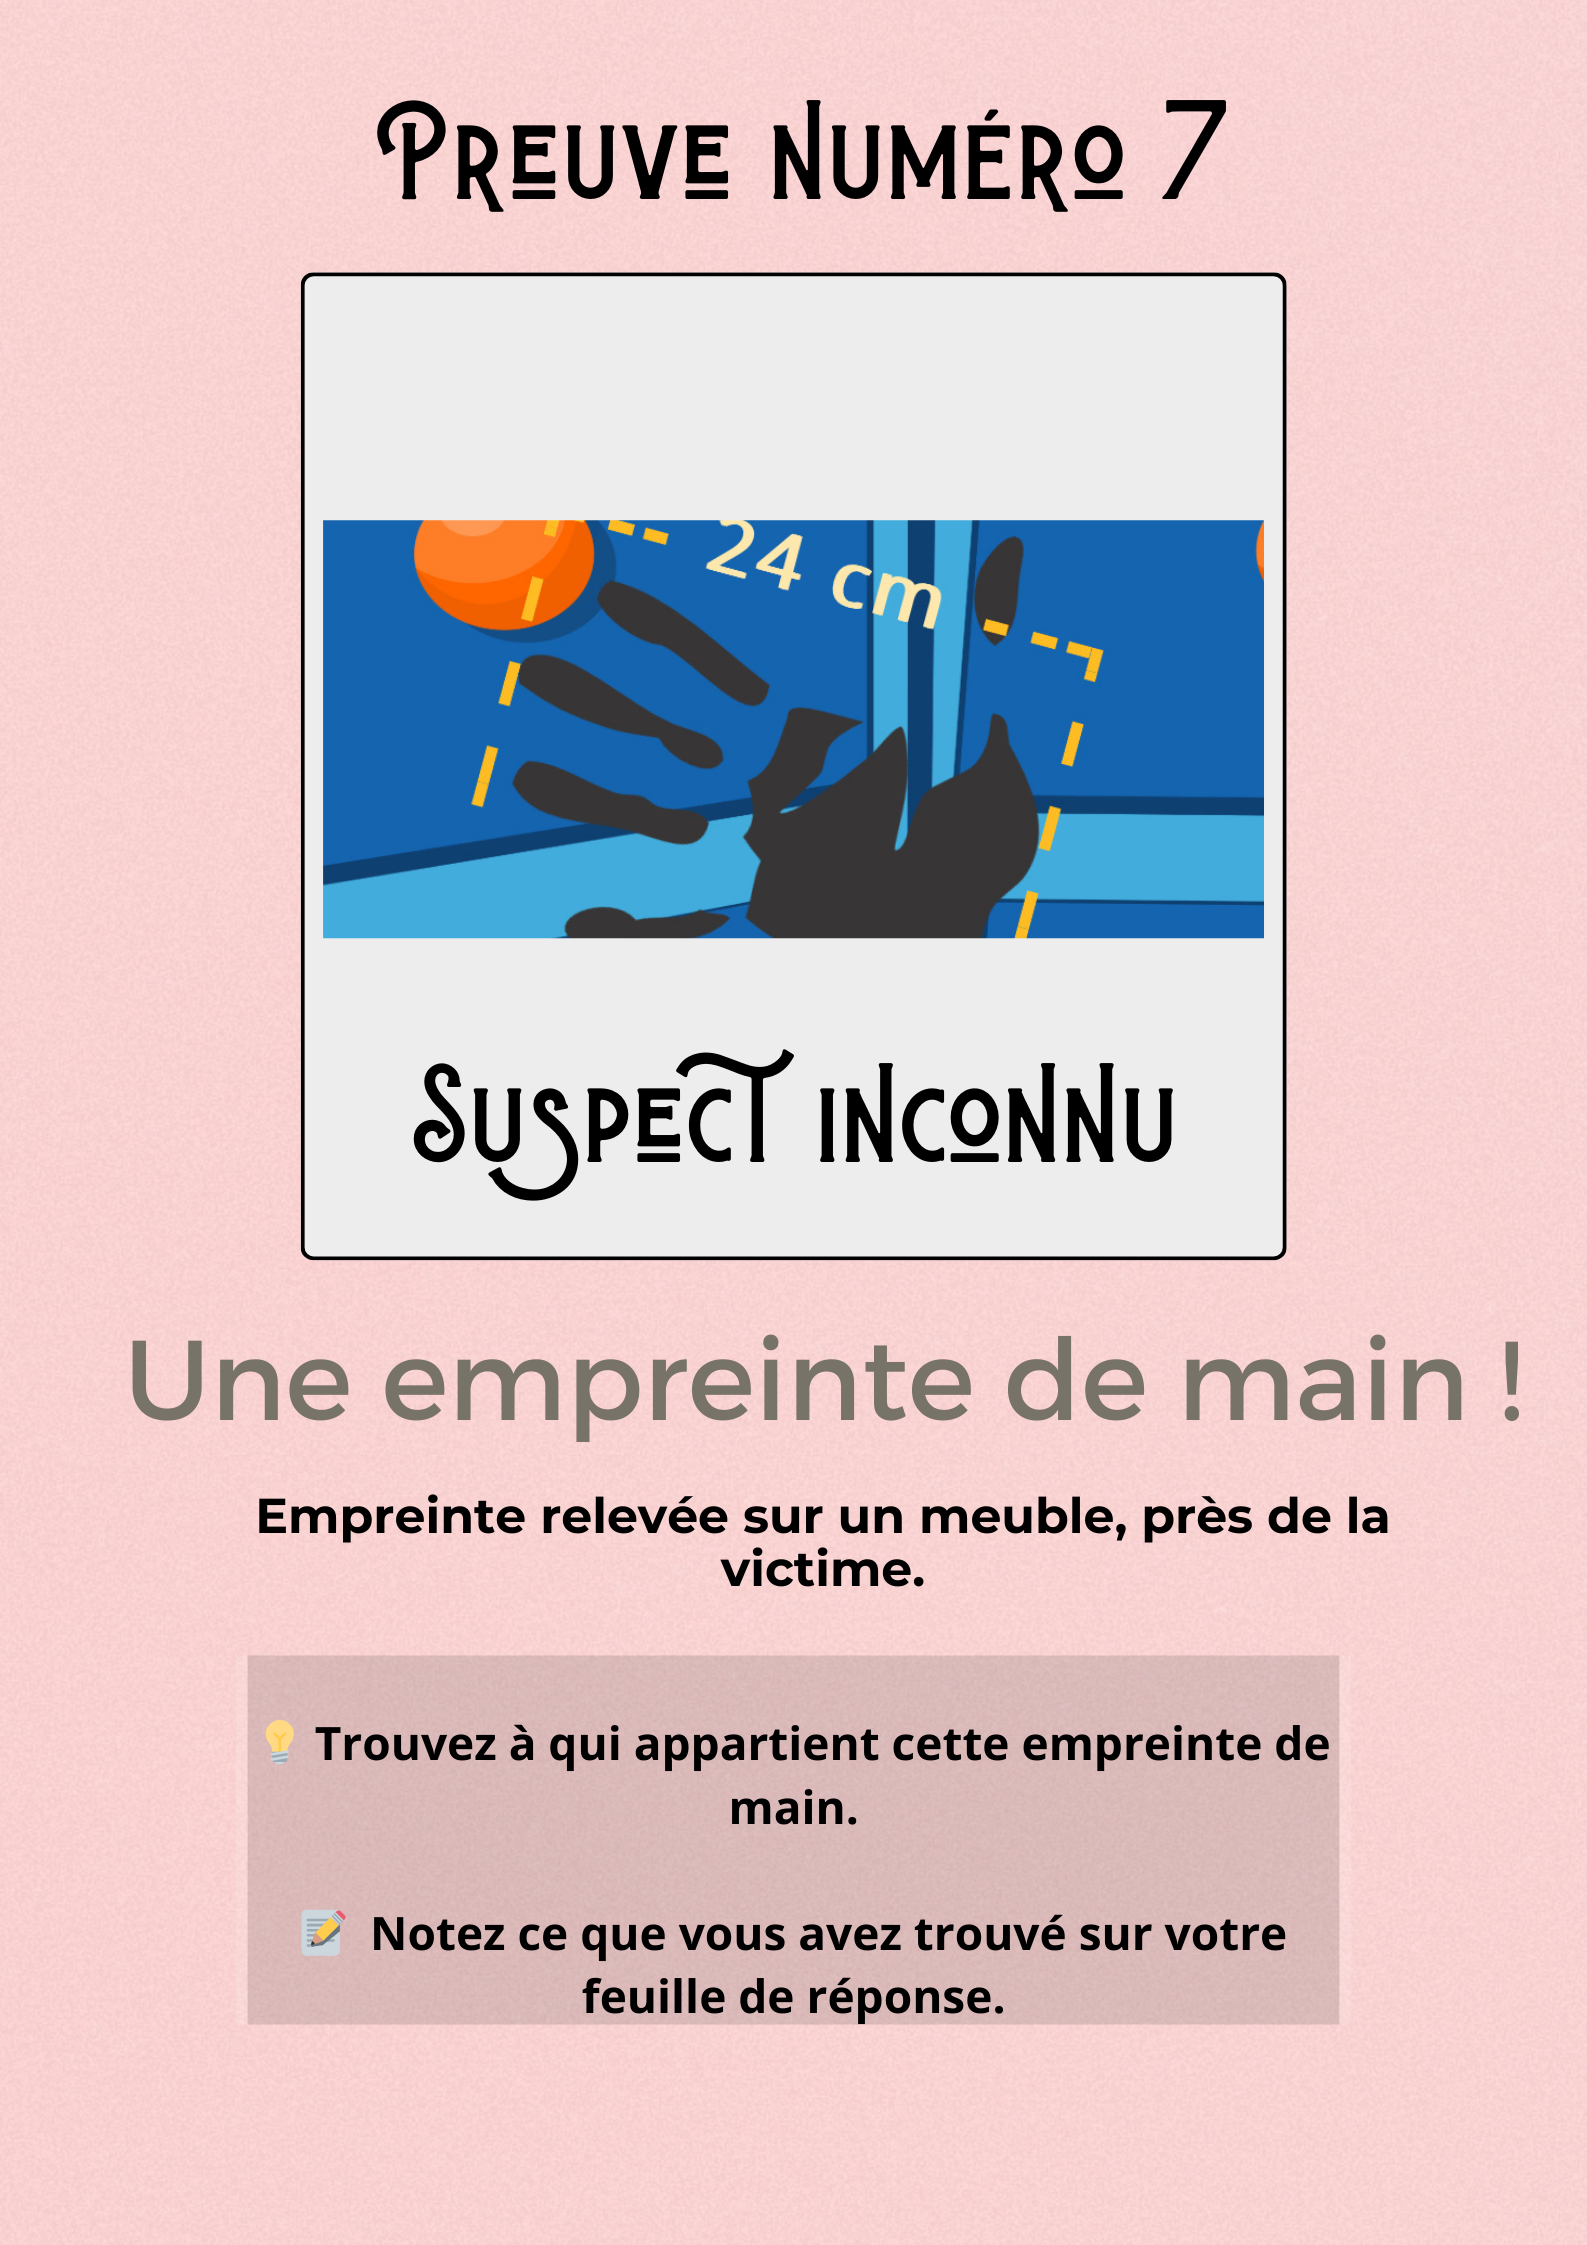 Preuve numéro 7
24 cm
Suspect inconnu
Une empreinte de main !
Empreinte relevée sur un meuble, près de la
victime.
💡 Trouvez à qui appartient cette empreinte de
main.
📝 Notez ce que vous avez trouvé sur votre
feuille de réponse.